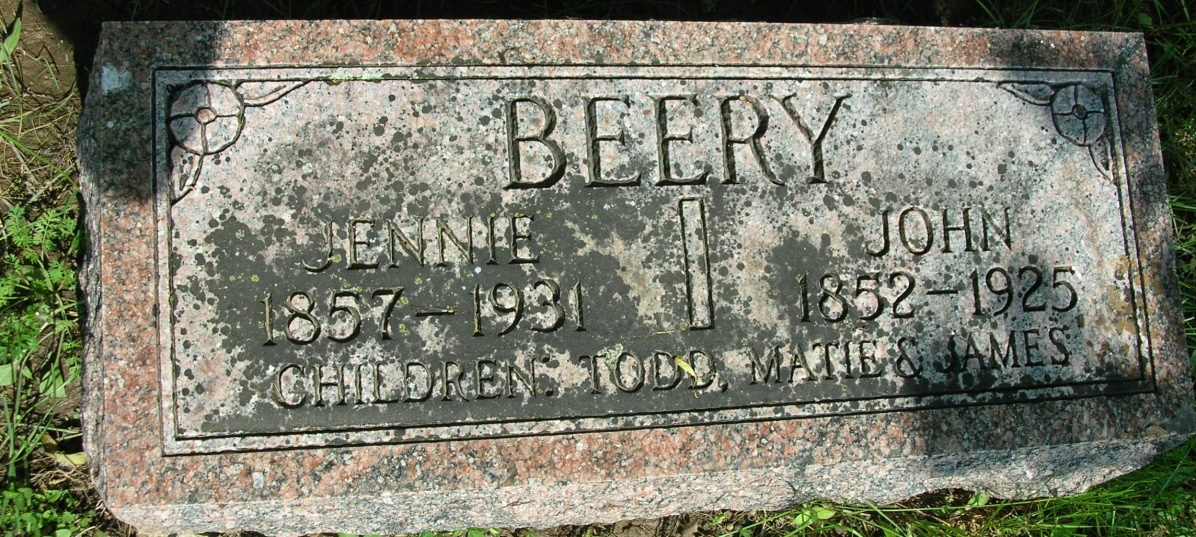 BEERY
JENNIE
1857-1931
JOHN
1852-1925
CHILDREN: TODD, MATIE & JAMES